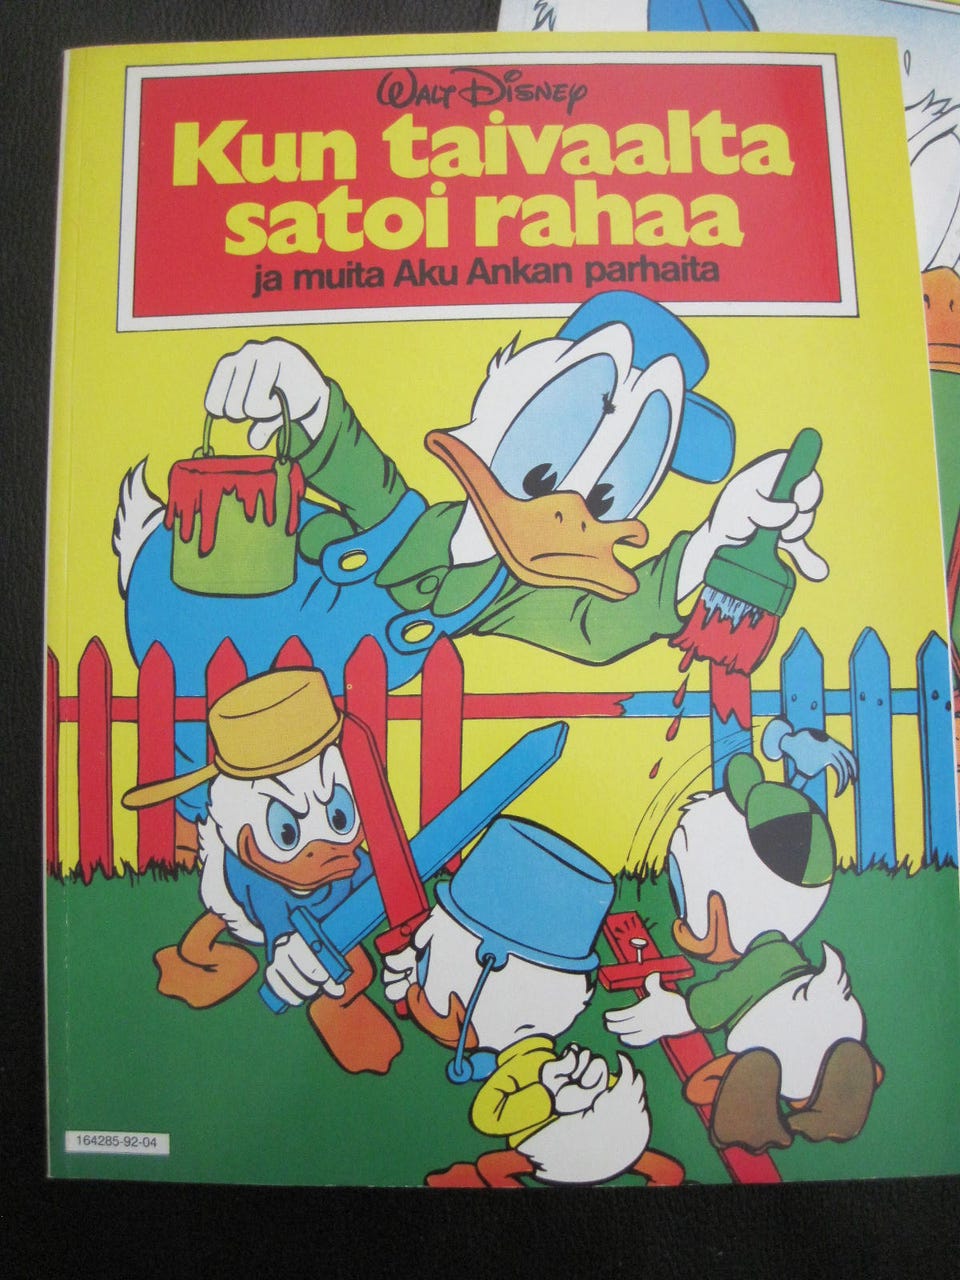 Walt Disney
Kun taivaalta
satoi rahaa
ja muita Aku Ankan parhaita
164285-92-04